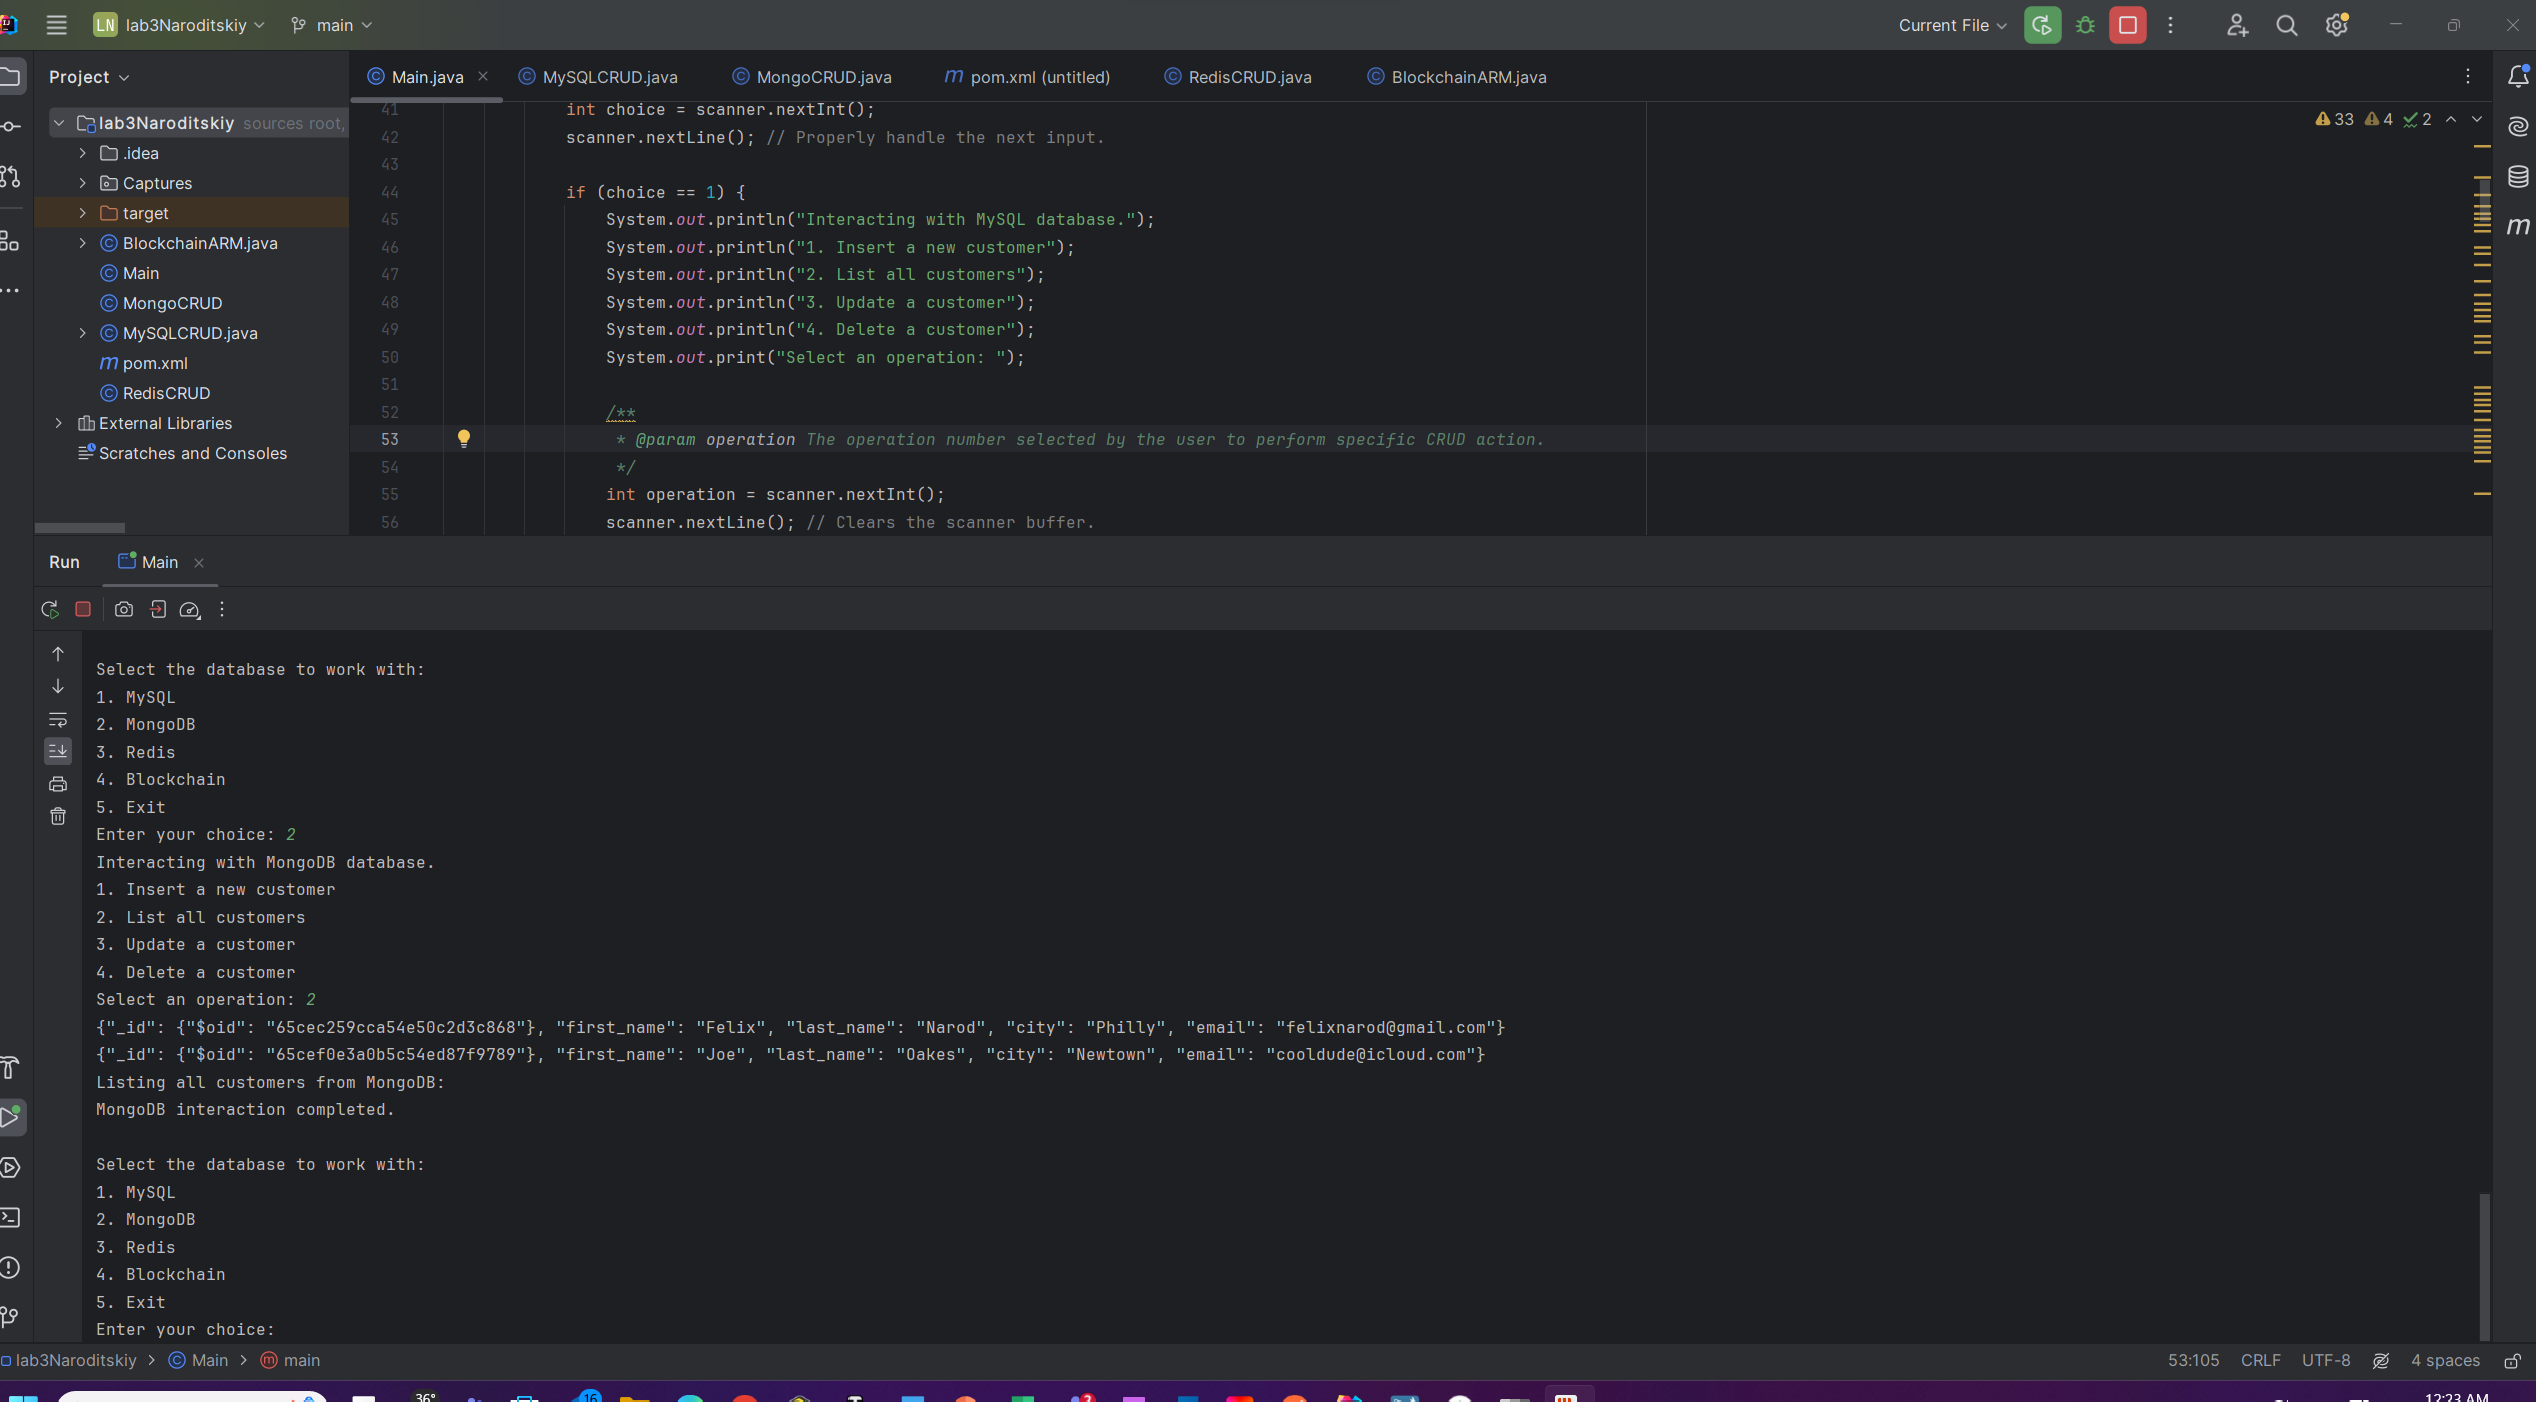 LN lab3Naroditskiy main Current File
Project
Main.java MySQLCRUD.java MongoCRUD.java m pom.xml (untitled) RedisCRUD.java BlockchainARM.java
lab3Naroditskiy sources root,
.idea
Captures
target
BlockchainARM.java
Main
MongoCRUD
MySQLCRUD.java
m pom.xml
RedisCRUD
External Libraries
Scratches and Consoles
33 4 2
41 int choice = scanner.nextInt();
42 scanner.nextLine(); // Properly handle the next input.
43
44 if (choice == 1) {
45 System.out.println("Interacting with MySQL database.");
46 System.out.println("1. Insert a new customer");
47 System.out.println("2. List all customers");
48 System.out.println("3. Update a customer");
49 System.out.println("4. Delete a customer");
50 System.out.print("Select an operation: ");
51
52 /**
53 * @param operation The operation number selected by the user to perform specific CRUD action.
54 */
55 int operation = scanner.nextInt();
56 scanner.nextLine(); // Clears the scanner buffer.
Run Main
Select the database to work with:
1. MySQL
2. MongoDB
3. Redis
4. Blockchain
5. Exit
Enter your choice: 2
Interacting with MongoDB database.
1. Insert a new customer
2. List all customers
3. Update a customer
4. Delete a customer
Select an operation: 2
{"_id": {"$oid": "65cec259cca54e50c2d3c868"}, "first_name": "Felix", "last_name": "Narod", "city": "Philly", "email": "felixnarod@gmail.com"}
{"_id": {"$oid": "65cef0e3a0b5c54ed87f9789"}, "first_name": "Joe", "last_name": "Oakes", "city": "Newtown", "email": "cooldude@icloud.com"}
Listing all customers from MongoDB:
MongoDB interaction completed.
Select the database to work with:
1. MySQL
2. MongoDB
3. Redis
4. Blockchain
5. Exit
Enter your choice:
lab3Naroditskiy > Main > m main
53:105 CRLF UTF-8 4 spaces
36° 16 2 12:23 AM